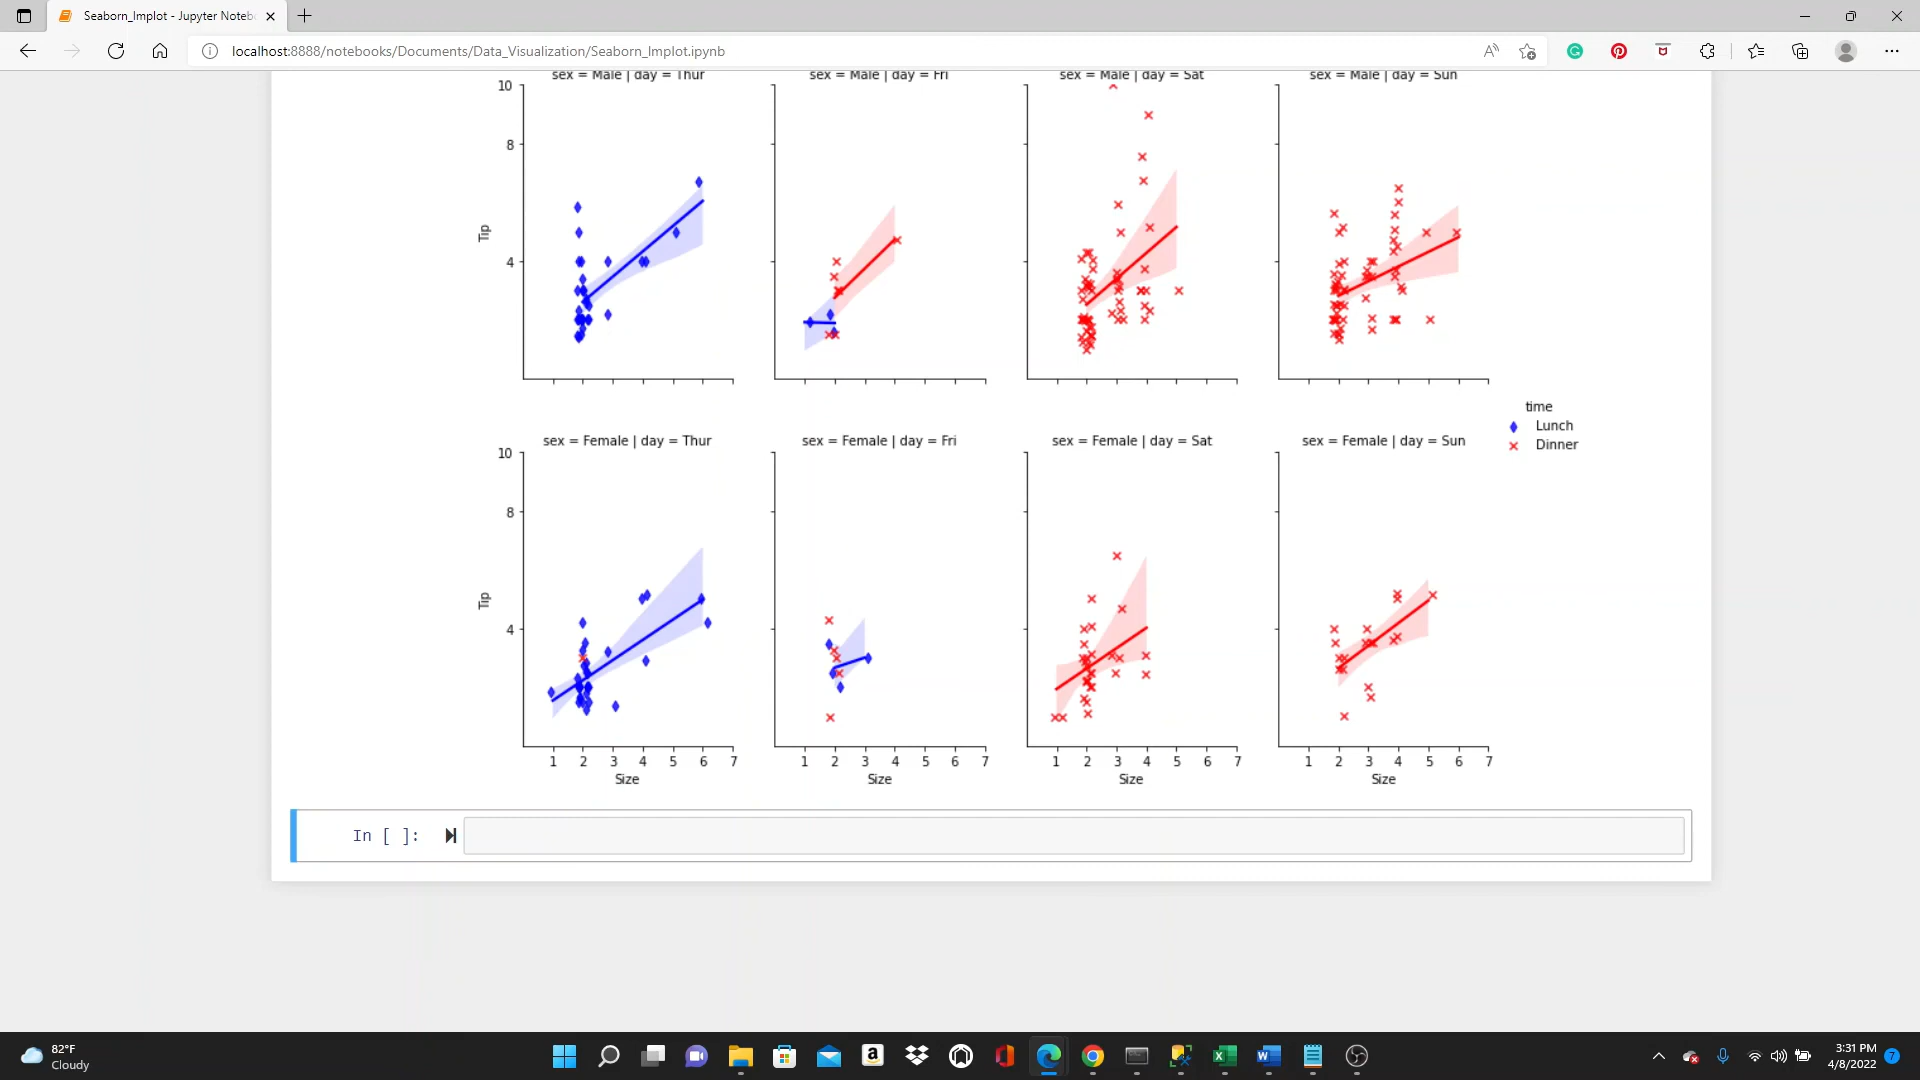 Seaborn_lmplot - Jupyter Noteb
localhost:8888/notebooks/Documents/Data_Visualization/Seaborn_lmplot.ipynb
sex = Male | day = Thur
sex = Male | day = Fri
sex = Male | day = Sat
sex = Male | day = Sun
10
8
Tip
4
time
Lunch
Dinner
sex = Female | day = Thur
sex = Female | day = Fri
sex = Female | day = Sat
sex = Female | day = Sun
10
8
Tip
4
1 2 3 4 5 6 7
1 2 3 4 5 6 7
1 2 3 4 5 6 7
1 2 3 4 5 6 7
Size
Size
Size
Size
In [ ]:
82°F
Cloudy
3:31 PM
4/8/2022
7